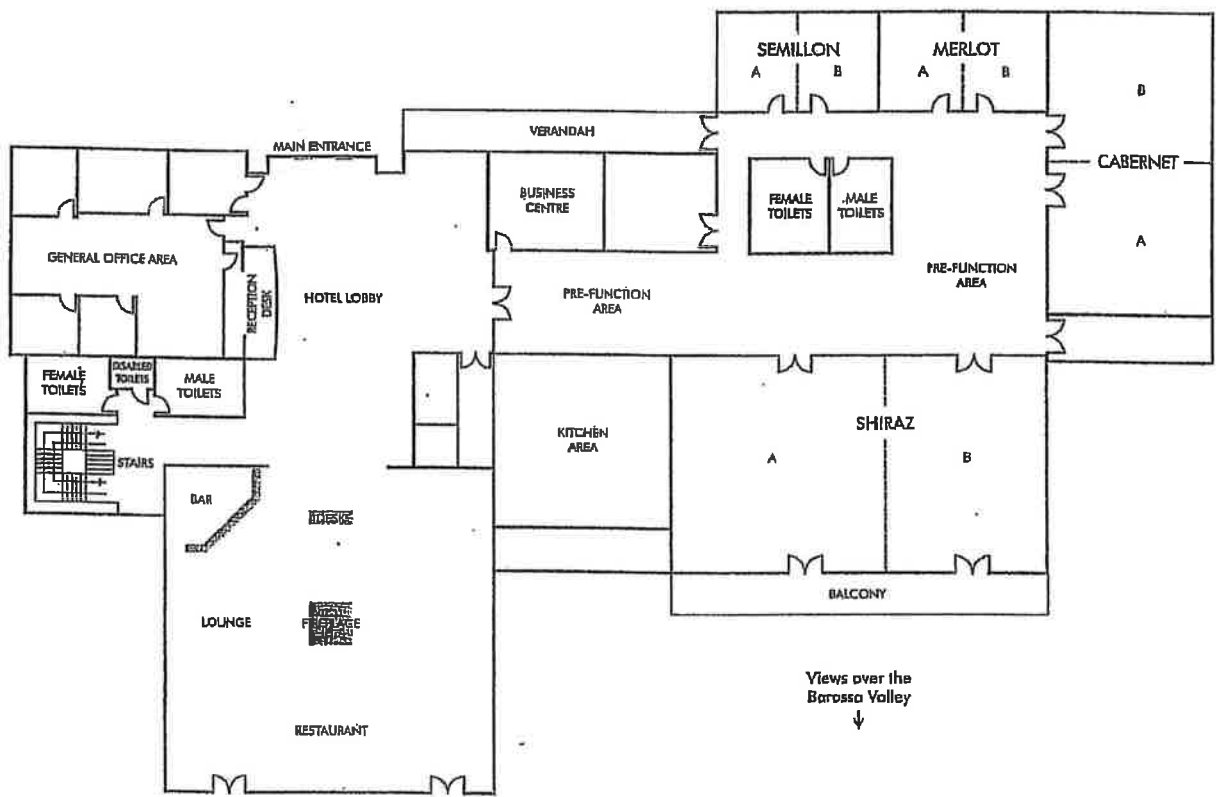 SEMILLON
A
B
MERLOT
A
B
B
CABERNET
A
VERANDAH
MAIN ENTRANCE
BUSINESS
CENTRE
FEMALE
TOILETS
MALE
TOILETS
GENERAL OFFICE AREA
RECEPTION
DESK
HOTEL LOBBY
PRE-FUNCTION
AREA
PRE-FUNCTION
AREA
FEMALE
TOILETS
DISABLED
TOILETS
MALE
TOILETS
STAIRS
KITCHEN
AREA
SHIRAZ
A
B
BAR
BALCONY
LOUNGE
FIREPLACE
RESTAURANT
Views over the
Barossa Valley